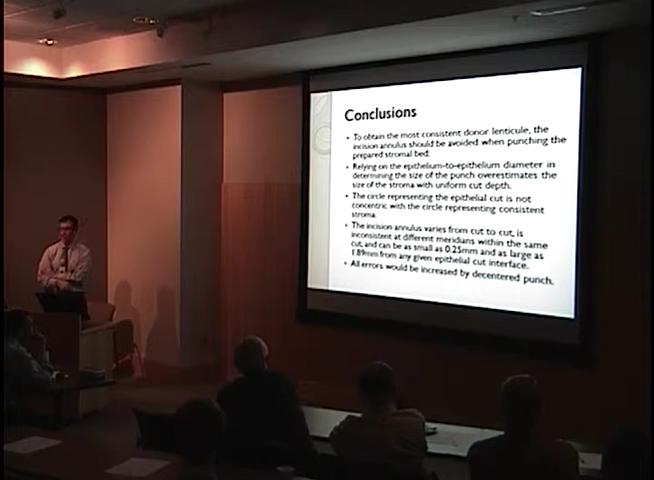 Conclusions
• To obtain the most consistent donor lenticule, the
incision annulus should be avoided when punching the
prepared stromal bed.
• Relying on the epithelium-to-epithelium diameter in
determining the size of the punch overestimates the
size of the stroma with uniform cut depth.
• The circle representing the epithelial cut is not
concentric with the circle representing consistent
stroma.
• The incision annulus varies from cut to cut, is
inconsistent at different meridians within the same
cut, and can be as small as 0.25mm and as large as
1.89mm from any given epithelial cut interface.
• All errors would be increased by decentered punch.